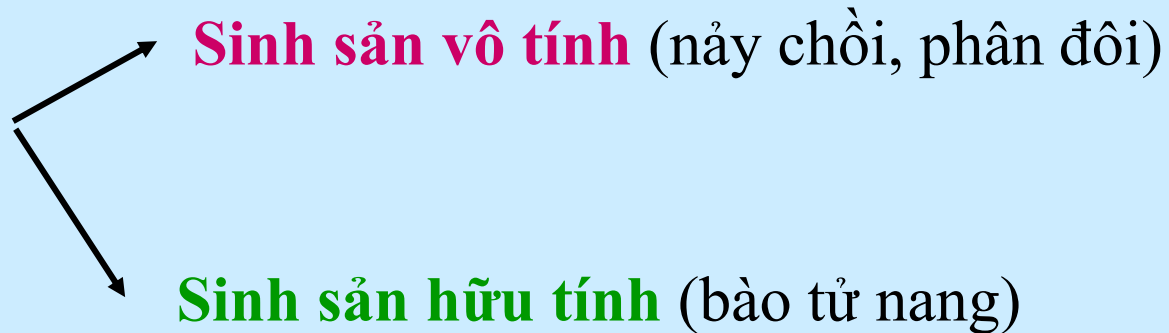 Sinh sản vô tính (nảy chồi, phân đôi)
Sinh sản hữu tính (bào tử nang)